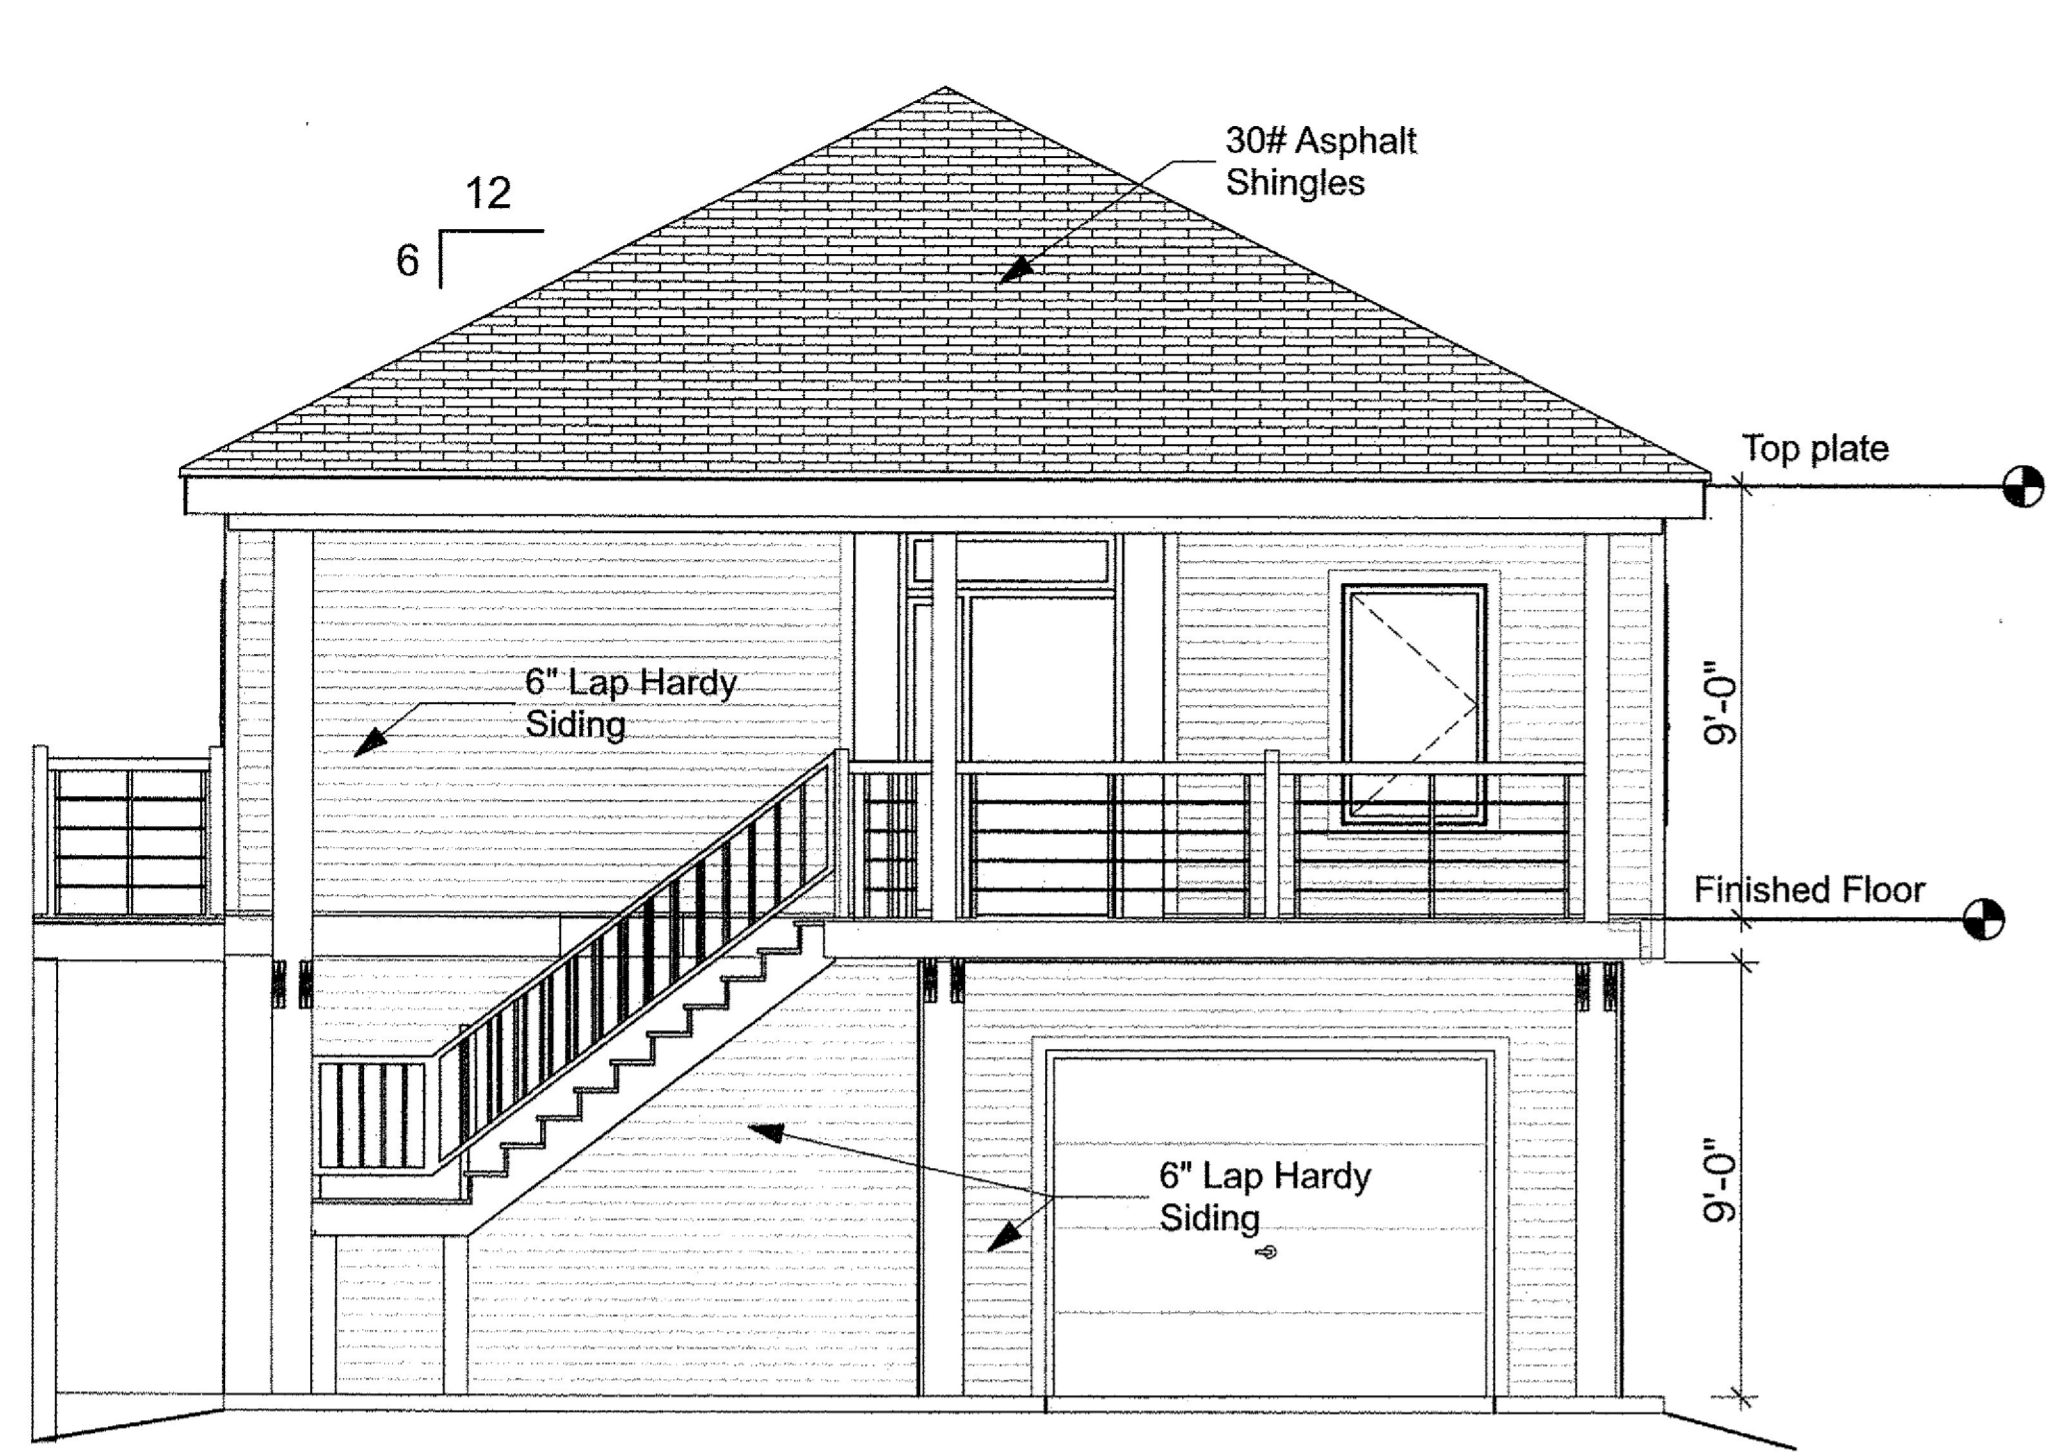 30# Asphalt
Shingles
12
6
Top plate
6" Lap Hardy
Siding
9'-0"
Finished Floor
6" Lap Hardy
Siding
9'-0"